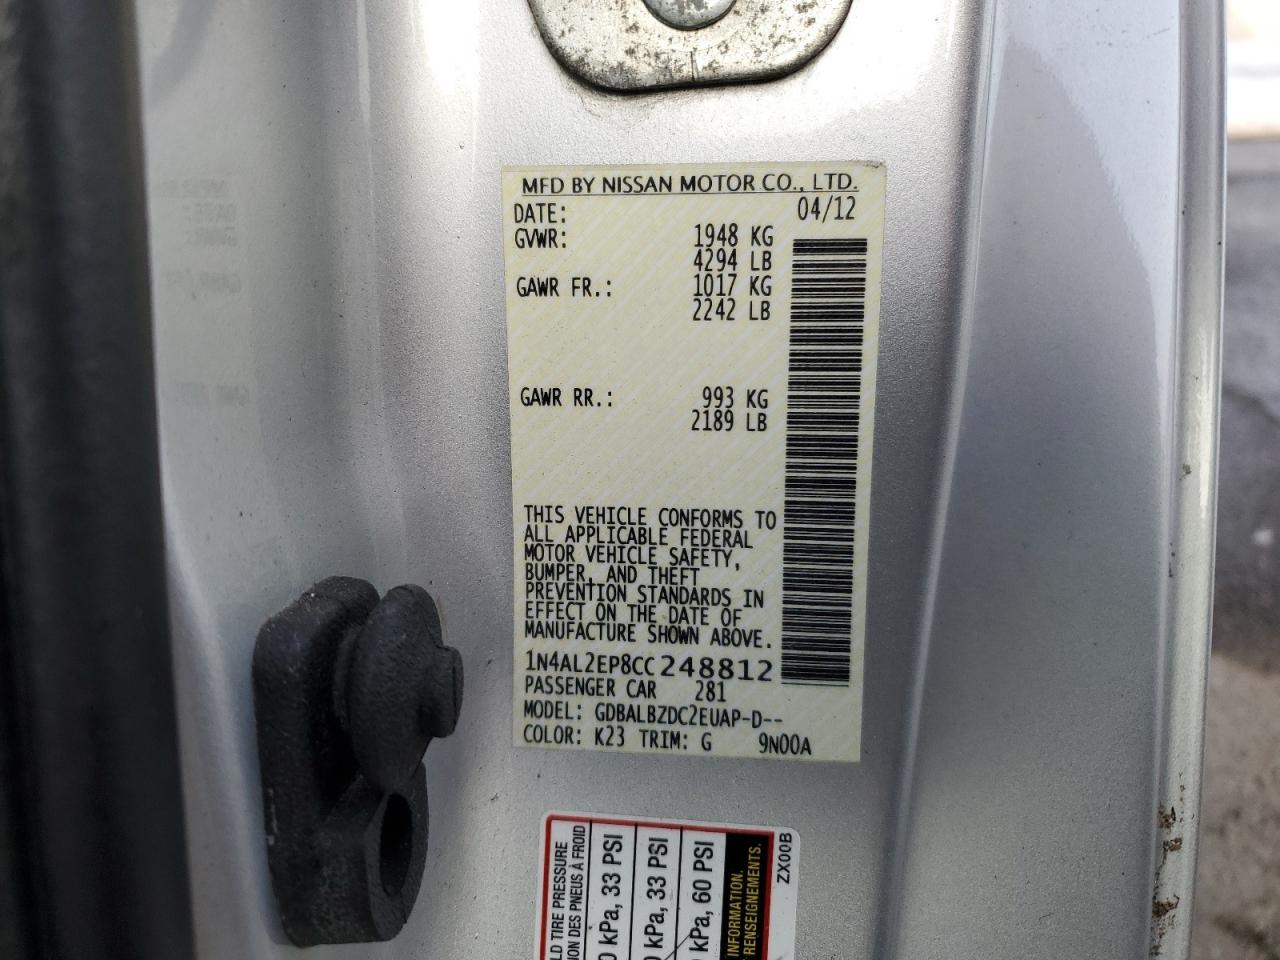 MFD BY NISSAN MOTOR CO., LTD.
DATE: 04/12
GVWR: 1948 KG
4294 LB
GAWR FR.: 1017 KG
2242 LB
GAWR RR.: 993 KG
2189 LB
THIS VEHICLE CONFORMS TO
ALL APPLICABLE FEDERAL
MOTOR VEHICLE SAFETY,
BUMPER, AND THEFT
PREVENTION STANDARDS IN
EFFECT ON THE DATE OF
MANUFACTURE SHOWN ABOVE.
1N4AL2EP8CC248812
PASSENGER CAR 281
MODEL: GDBALBZDC2EUAP-D--
COLOR: K23 TRIM: G 9N00A
TIRE PRESSURE
DES PNEUS À FROID
kPa, 33 PSI
kPa, 33 PSI
kPa, 60 PSI
INFORMATION.
RENSEIGNEMENTS.
ZX00B